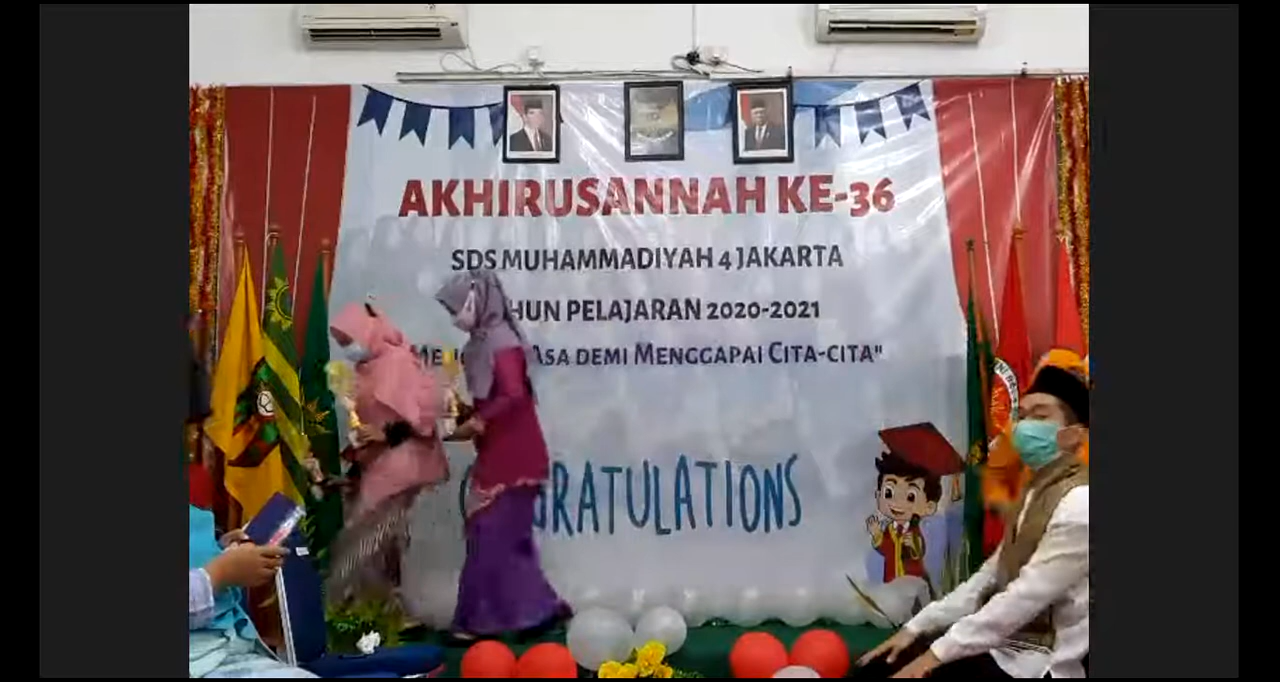 AKHIRUSANNAH KE-36
SDS MUHAMMADIYAH 4 JAKARTA
HUN PELAJARAN 2020-2021
ASA DEMI MENGGAPAI CITA-CITA"
GRATULATIONS